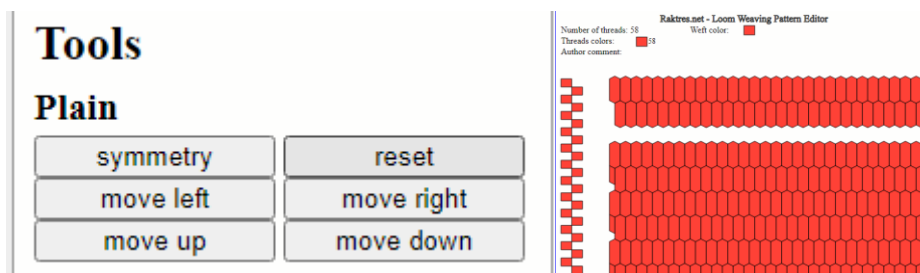 Tools
Plain
symmetry reset
move left move right
move up move down
Raktres.net - Loom Weaving Pattern Editor
Number of threads: 58 Weft color:
Threads colors: 58
Author comment: